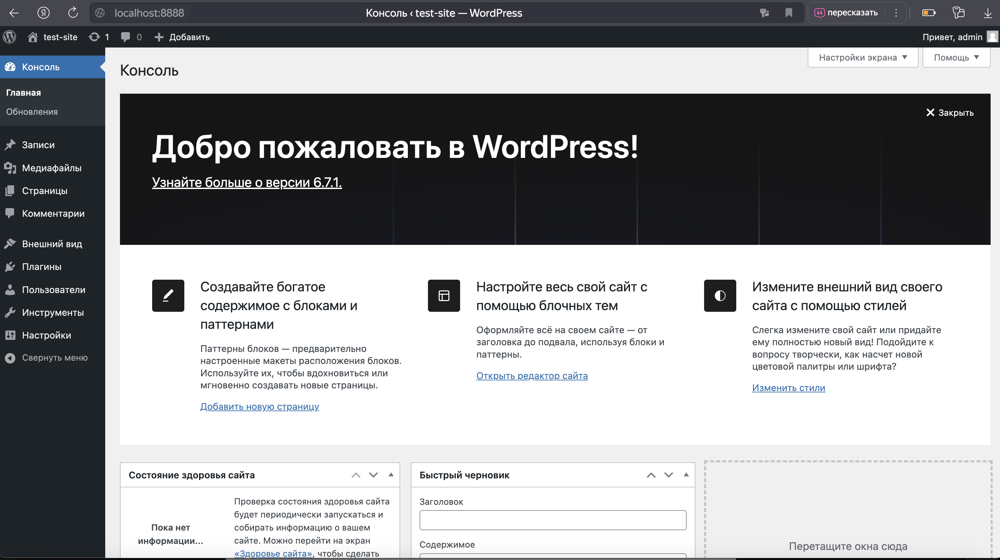 localhost:8888
Консоль ‹ test-site — WordPress
пересказать
test-site
1
0
Добавить
Привет, admin
Консоль
Главная
Обновления
Записи
Медиафайлы
Страницы
Комментарии
Внешний вид
Плагины
Пользователи
Инструменты
Настройки
Свернуть меню
Настройки экрана
Помощь
Консоль
Закрыть
Добро пожаловать в WordPress!
Узнайте больше о версии 6.7.1.
Создавайте богатое
содержимое с блоками и
паттернами
Паттерны блоков — предварительно
настроенные макеты расположения блоков.
Используйте их, чтобы вдохновиться или
мгновенно создавать новые страницы.
Добавить новую страницу
Настройте весь свой сайт с
помощью блочных тем
Оформляйте всё на своем сайте — от
заголовка до подвала, используя блоки и
паттерны.
Открыть редактор сайта
Измените внешний вид своего
сайта с помощью стилей
Слегка измените свой сайт или придайте
ему полностью новый вид! Подойдите к
вопросу творчески, как насчет новой
цветовой палитры или шрифта?
Изменить стили
Состояние здоровья сайта
Пока нет
информации...
Проверка состояния здоровья сайта
будет периодически запускаться и
собирать информацию о вашем
сайте. Можно перейти на экран
«Здоровье сайта», чтобы сделать
Быстрый черновик
Заголовок
Содержимое
Перетащите окна сюда